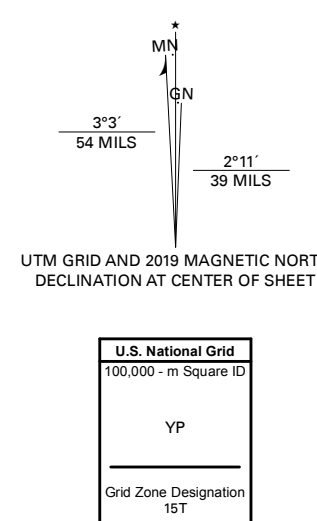 ★
MN
GN
3°3´
54 MILS
2°11´
39 MILS
UTM GRID AND 2019 MAGNETIC NORT
DECLINATION AT CENTER OF SHEET
U.S. National Grid
100,000 - m Square ID
YP
Grid Zone Designation
15T